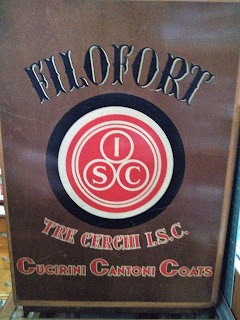 FILOFORT
I
S C
TRE CERCHI I.S.C.
CUCIRINI CANTONI COATS